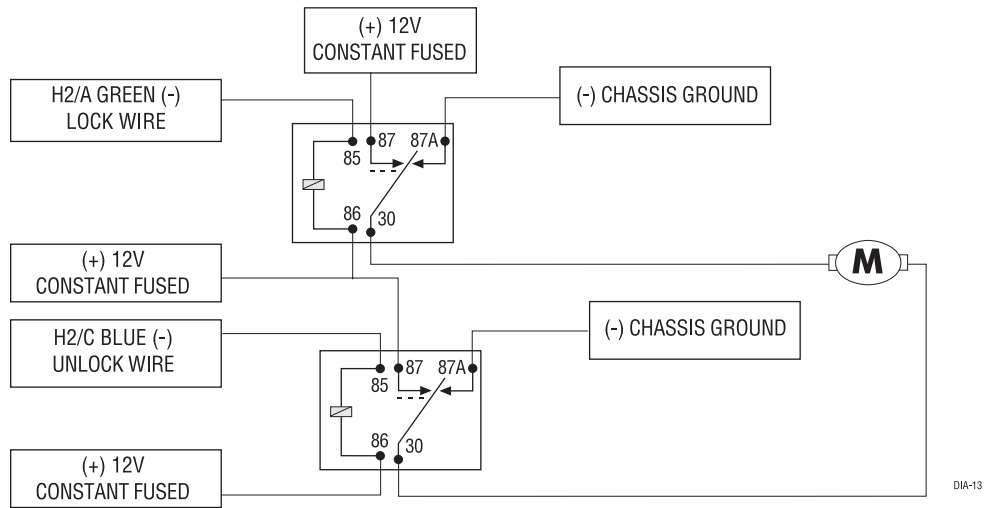 (+) 12V
CONSTANT FUSED
H2/A GREEN (-)
LOCK WIRE
(-) CHASSIS GROUND
87
87A
85
86
30
(+) 12V
CONSTANT FUSED
M
H2/C BLUE (-)
UNLOCK WIRE
(-) CHASSIS GROUND
87
87A
85
86
30
(+) 12V
CONSTANT FUSED
DIA-13